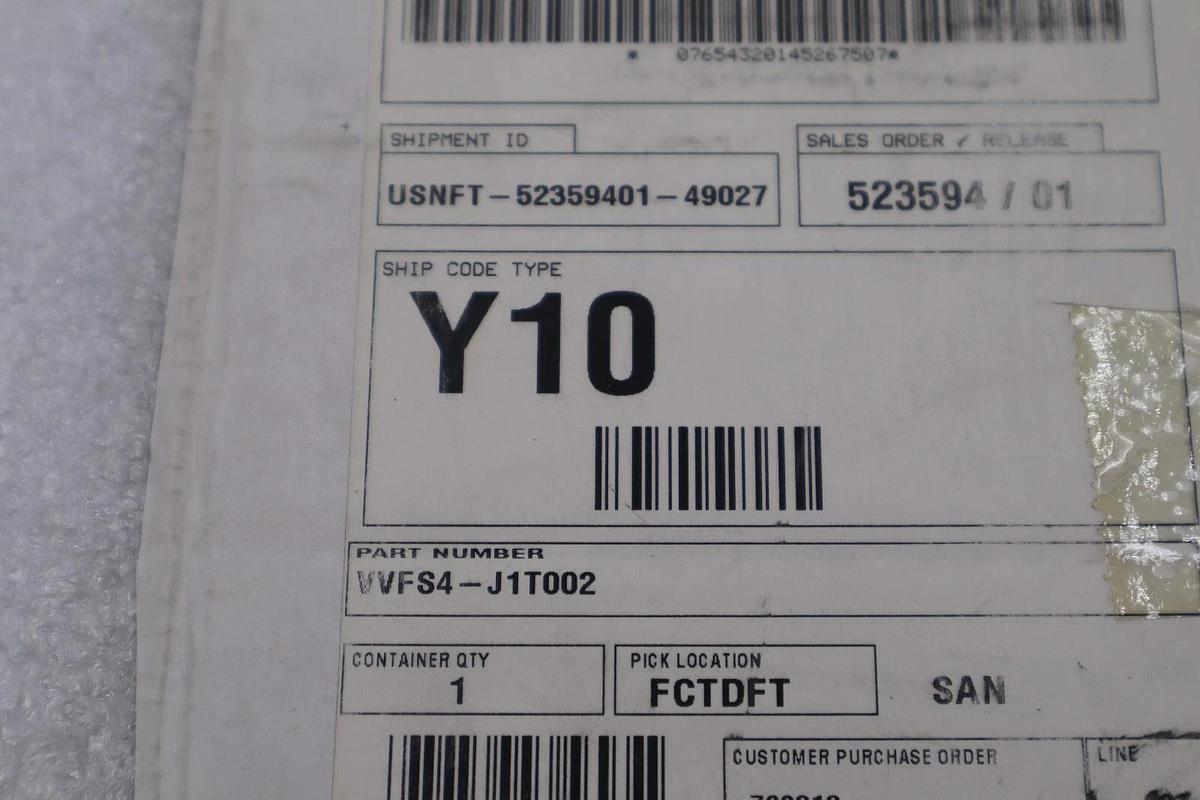 * 07654320145267507*
SHIPMENT ID
USNFT-52359401-49027
SALES ORDER / RELEASE
523594 / 01
SHIP CODE TYPE
Y10
PART NUMBER
VVFS4-J1T002
CONTAINER QTY
1
PICK LOCATION
FCTDFT
SAN
CUSTOMER PURCHASE ORDER
LINE